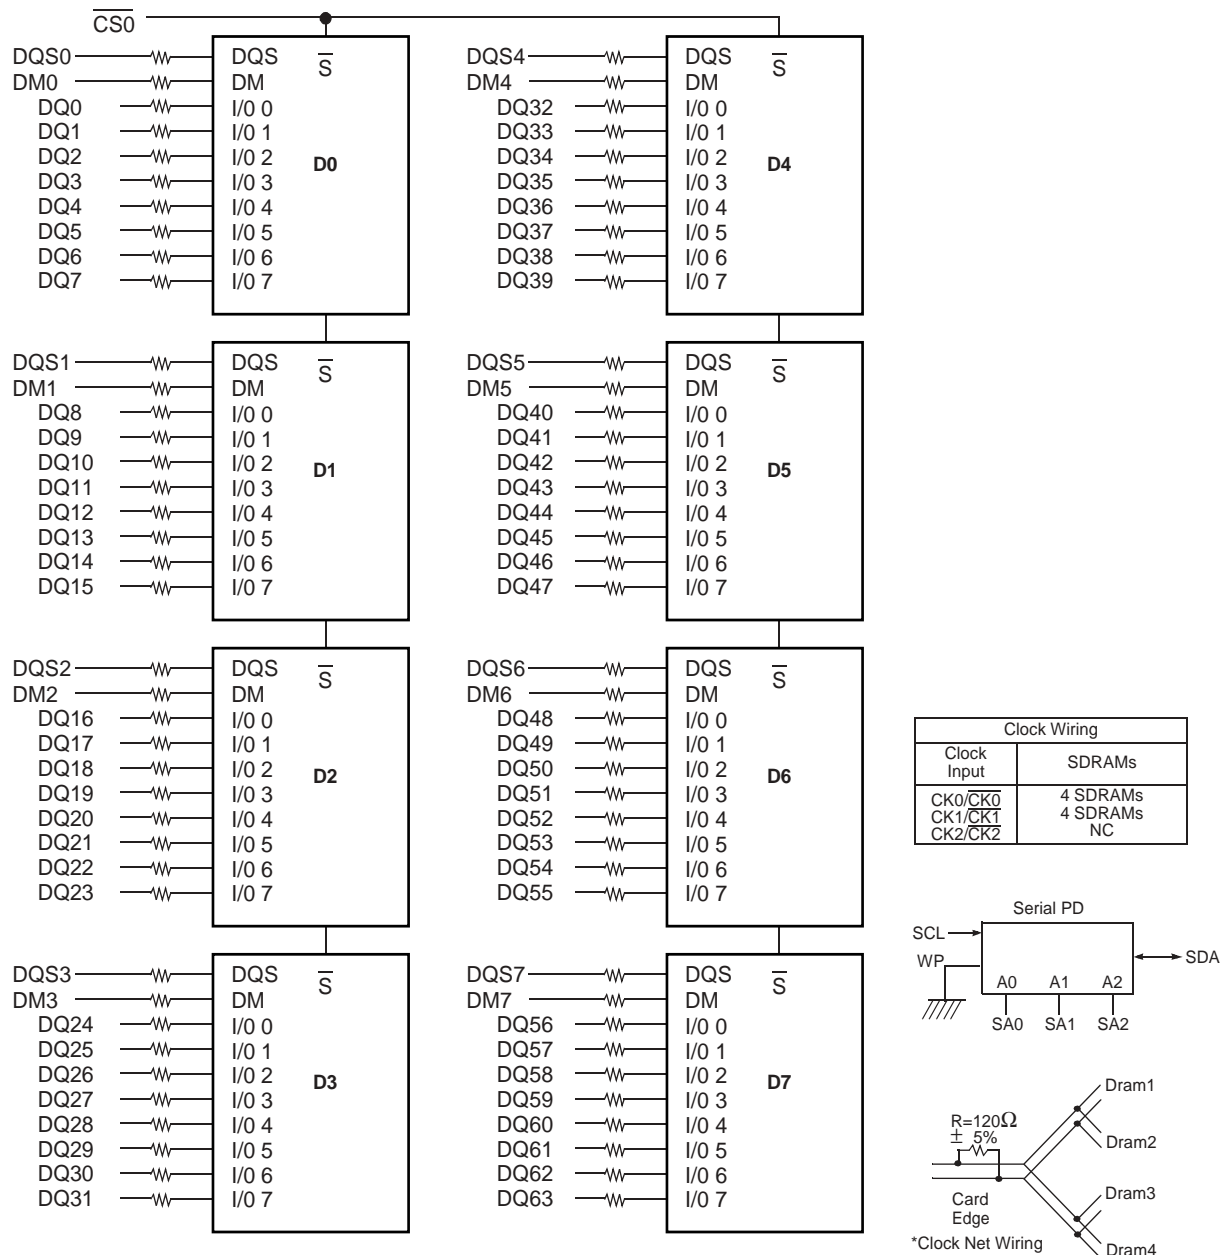 CS0
DQS0 DQS S
DM0 DM
DQ0 I/0 0
DQ1 I/0 1
DQ2 I/0 2
D0
DQ3 I/0 3
DQ4 I/0 4
DQ5 I/0 5
DQ6 I/0 6
DQ7 I/0 7
DQS1 DQS S
DM1 DM
DQ8 I/0 0
DQ9 I/0 1
DQ10 I/0 2
D1
DQ11 I/0 3
DQ12 I/0 4
DQ13 I/0 5
DQ14 I/0 6
DQ15 I/0 7
DQS2 DQS S
DM2 DM
DQ16 I/0 0
DQ17 I/0 1
DQ18 I/0 2
D2
DQ19 I/0 3
DQ20 I/0 4
DQ21 I/0 5
DQ22 I/0 6
DQ23 I/0 7
DQS3 DQS S
DM3 DM
DQ24 I/0 0
DQ25 I/0 1
DQ26 I/0 2
D3
DQ27 I/0 3
DQ28 I/0 4
DQ29 I/0 5
DQ30 I/0 6
DQ31 I/0 7
DQS4 DQS S
DM4 DM
DQ32 I/0 0
DQ33 I/0 1
DQ34 I/0 2
D4
DQ35 I/0 3
DQ36 I/0 4
DQ37 I/0 5
DQ38 I/0 6
DQ39 I/0 7
DQS5 DQS S
DM5 DM
DQ40 I/0 0
DQ41 I/0 1
DQ42 I/0 2
D5
DQ43 I/0 3
DQ44 I/0 4
DQ45 I/0 5
DQ46 I/0 6
DQ47 I/0 7
DQS6 DQS S
DM6 DM
DQ48 I/0 0
DQ49 I/0 1
DQ50 I/0 2
D6
DQ51 I/0 3
DQ52 I/0 4
DQ53 I/0 5
DQ54 I/0 6
DQ55 I/0 7
DQS7 DQS S
DM7 DM
DQ56 I/0 0
DQ57 I/0 1
DQ58 I/0 2
D7
DQ59 I/0 3
DQ60 I/0 4
DQ61 I/0 5
DQ62 I/0 6
DQ63 I/0 7
Clock Wiring
Clock
Input
SDRAMs
CK0/CK0 4 SDRAMs
CK1/CK1 4 SDRAMs
CK2/CK2 NC
Serial PD
SCL
WP
SDA
A0 A1 A2
SA0 SA1 SA2
R=120Ω
± 5%
Dram1
Dram2
Dram3
Dram4
Card
Edge
*Clock Net Wiring